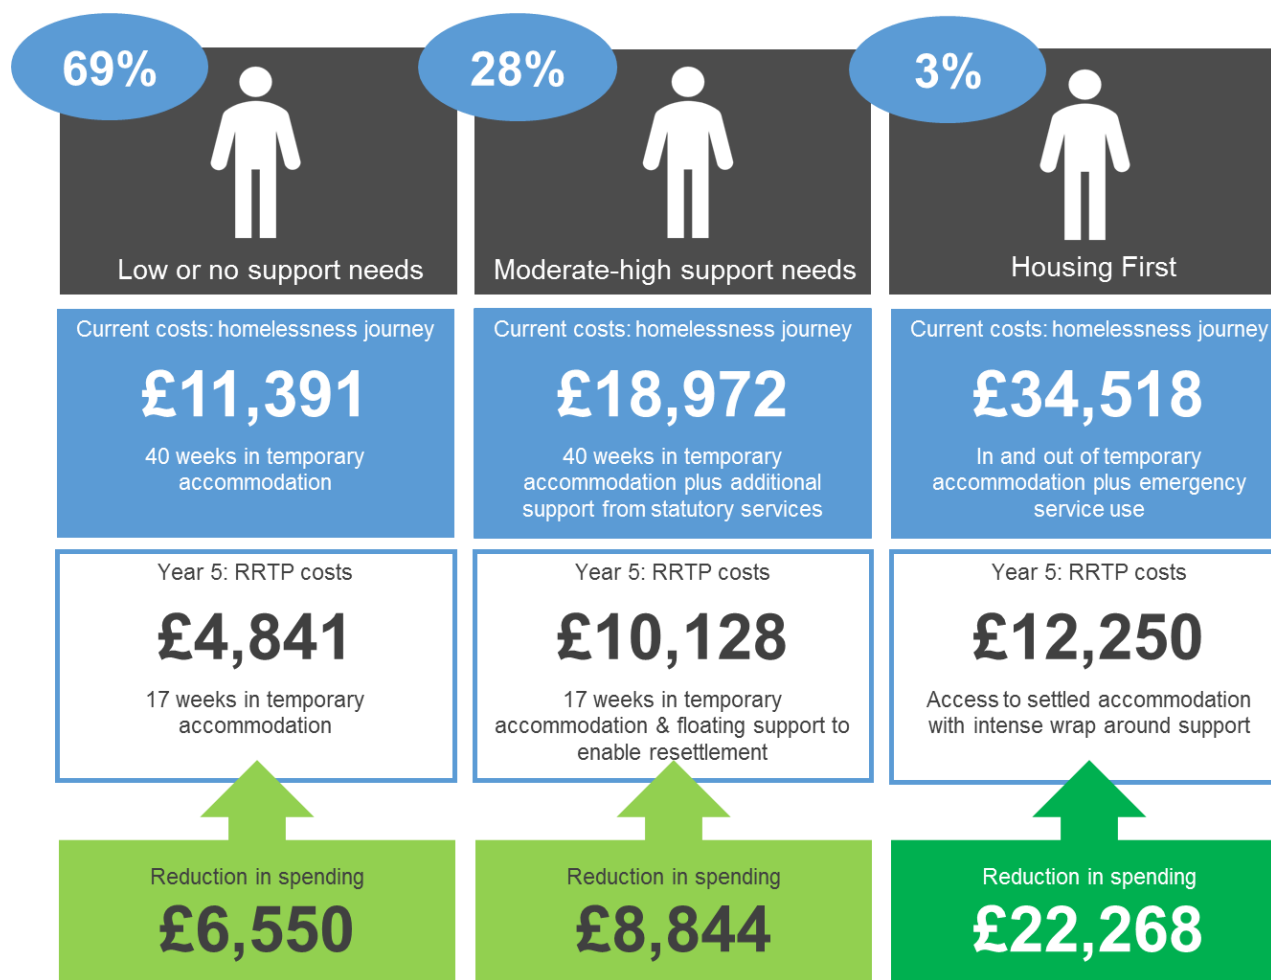 69%
Low or no support needs
Current costs: homelessness journey
£11,391
40 weeks in temporary
accommodation
Year 5: RRTP costs
£4,841
17 weeks in temporary
accommodation
Reduction in spending
£6,550
28%
Moderate-high support needs
Current costs: homelessness journey
£18,972
40 weeks in temporary
accommodation plus additional
support from statutory services
Year 5: RRTP costs
£10,128
17 weeks in temporary
accommodation & floating support to
enable resettlement
Reduction in spending
£8,844
3%
Housing First
Current costs: homelessness journey
£34,518
In and out of temporary
accommodation plus emergency
service use
Year 5: RRTP costs
£12,250
Access to settled accommodation
with intense wrap around support
Reduction in spending
£22,268